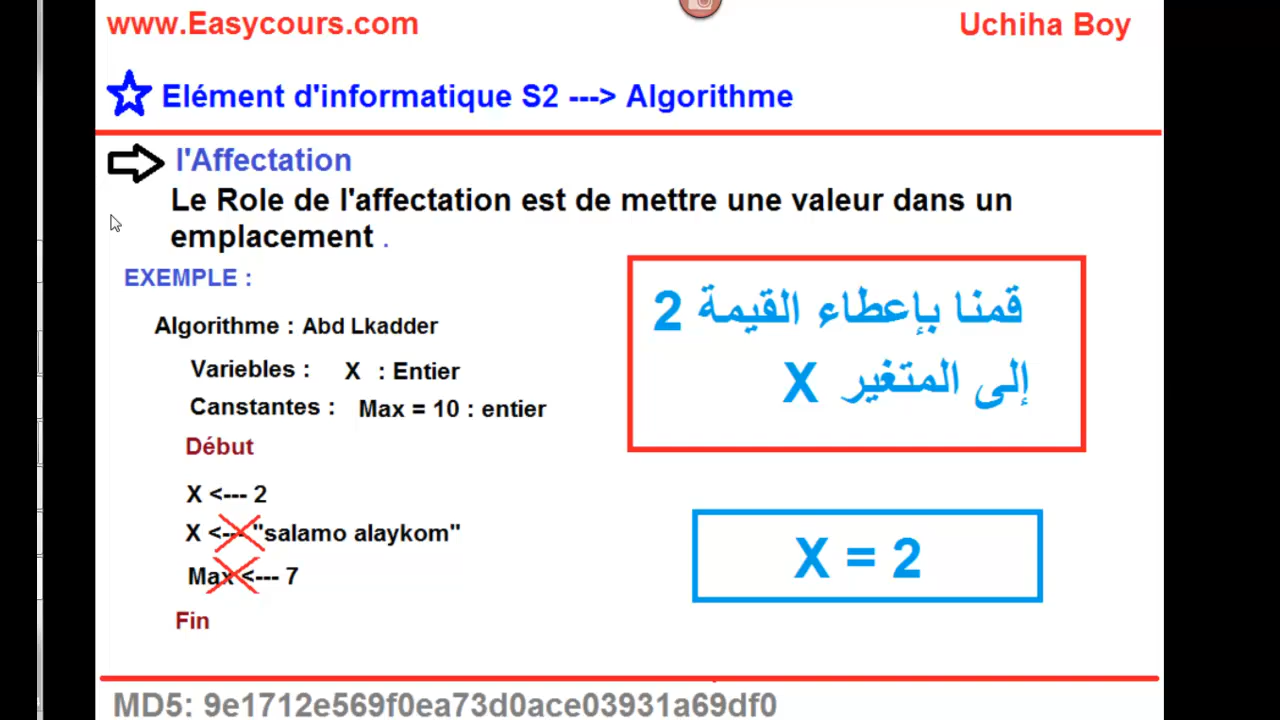 www.Easycours.com
Uchiha Boy
Elément d'informatique S2 ---> Algorithme
l'Affectation
Le Role de l'affectation est de mettre une valeur dans un
emplacement .
EXEMPLE :
Algorithme : Abd Lkadder
Variebles : X : Entier
Canstantes : Max = 10 : entier
Début
X <--- 2
X <--- "salamo alaykom"
Max <--- 7
Fin
قمنا بإعطاء القيمة 2
إلى المتغير X
X = 2
MD5: 9e1712e569f0ea73d0ace03931a69df0